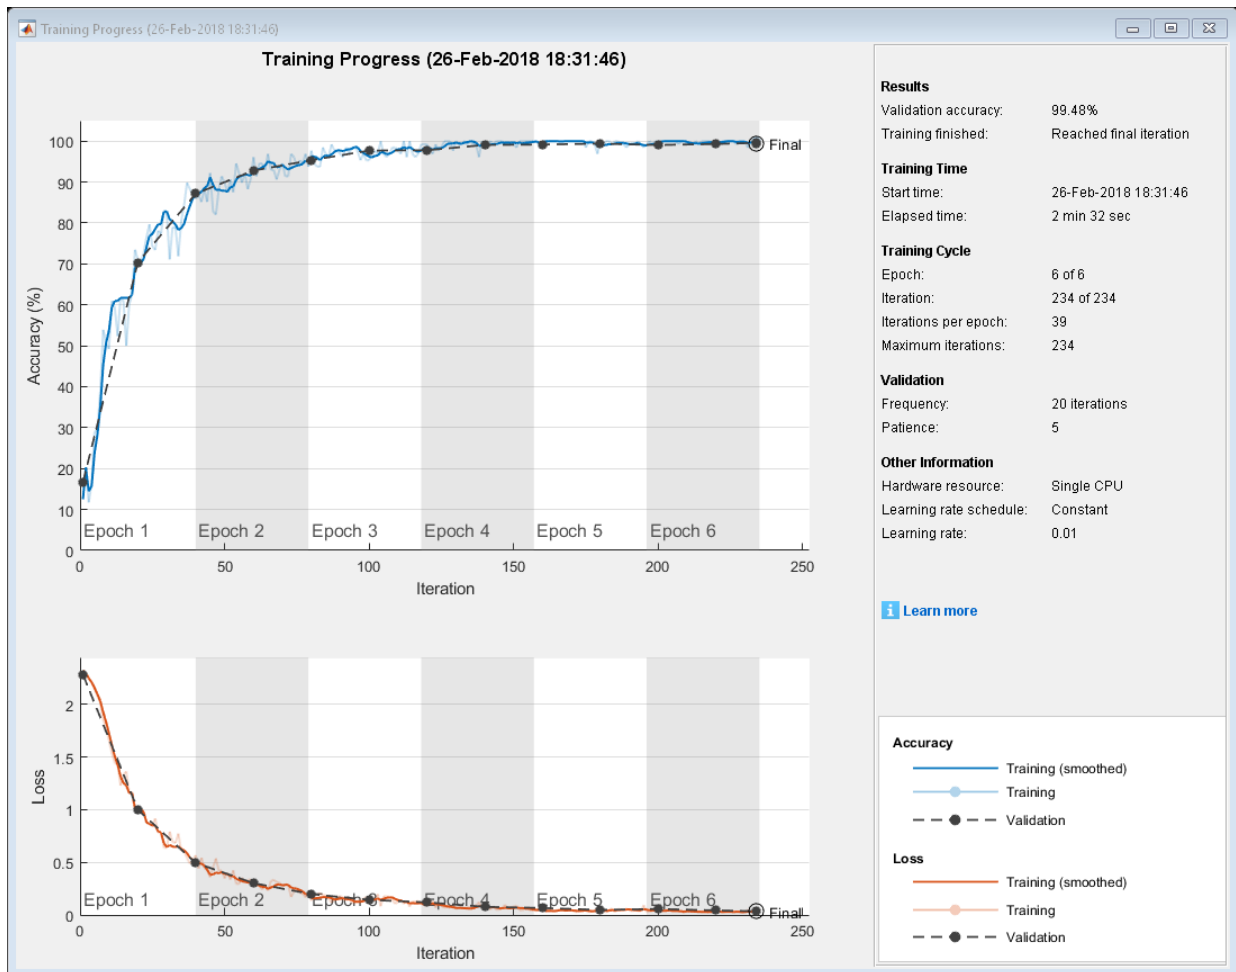 Training Progress (26-Feb-2018 18:31:46)
Training Progress (26-Feb-2018 18:31:46)
Accuracy (%)
100
90
80
70
60
50
40
30
20
10
0
Final
Epoch 1
Epoch 2
Epoch 3
Epoch 4
Epoch 5
Epoch 6
0
50
100
150
200
250
Iteration
Loss
2
1.5
1
0.5
0
Epoch 1
Epoch 2
Epoch 3
Epoch 4
Epoch 5
Epoch 6
Final
0
50
100
150
200
250
Iteration
Results
Validation accuracy: 99.48%
Training finished: Reached final iteration
Training Time
Start time: 26-Feb-2018 18:31:46
Elapsed time: 2 min 32 sec
Training Cycle
Epoch: 6 of 6
Iteration: 234 of 234
Iterations per epoch: 39
Maximum iterations: 234
Validation
Frequency: 20 iterations
Patience: 5
Other Information
Hardware resource: Single CPU
Learning rate schedule: Constant
Learning rate: 0.01
i Learn more
Accuracy
Training (smoothed)
Training
Validation
Loss
Training (smoothed)
Training
Validation